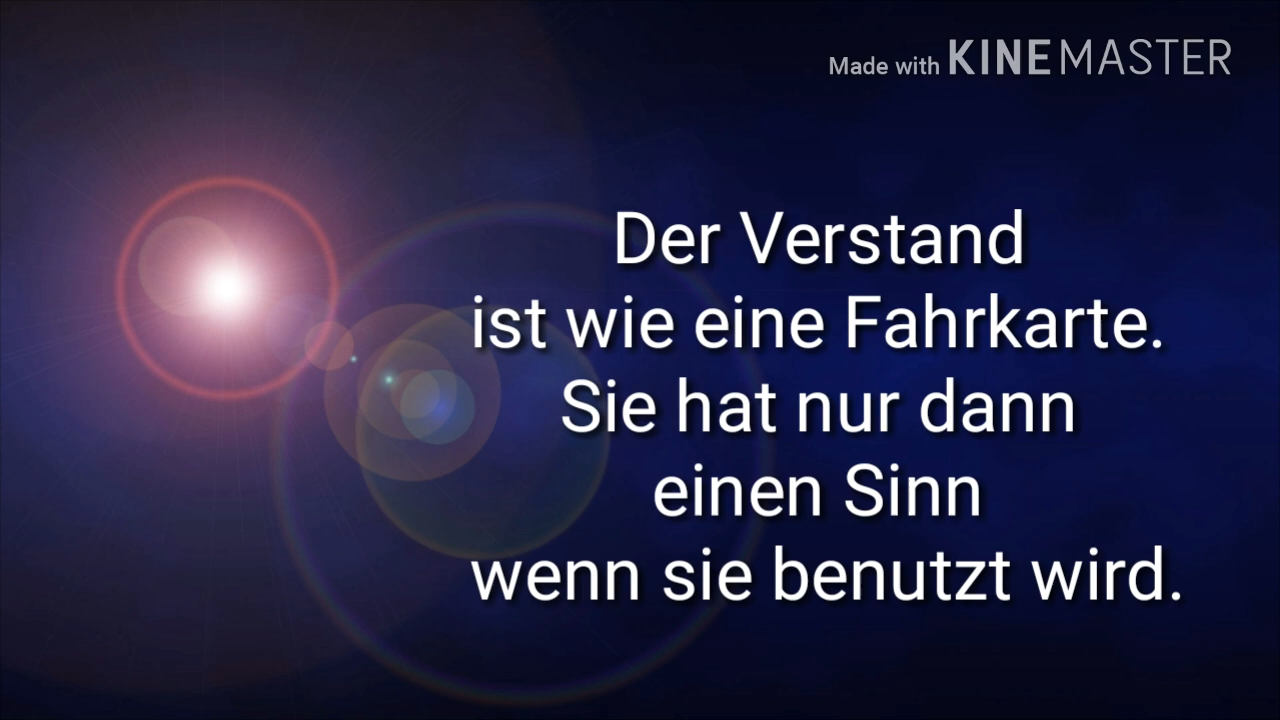 Made with KINEMASTER
Der Verstand
ist wie eine Fahrkarte.
Sie hat nur dann
einen Sinn
wenn sie benutzt wird.